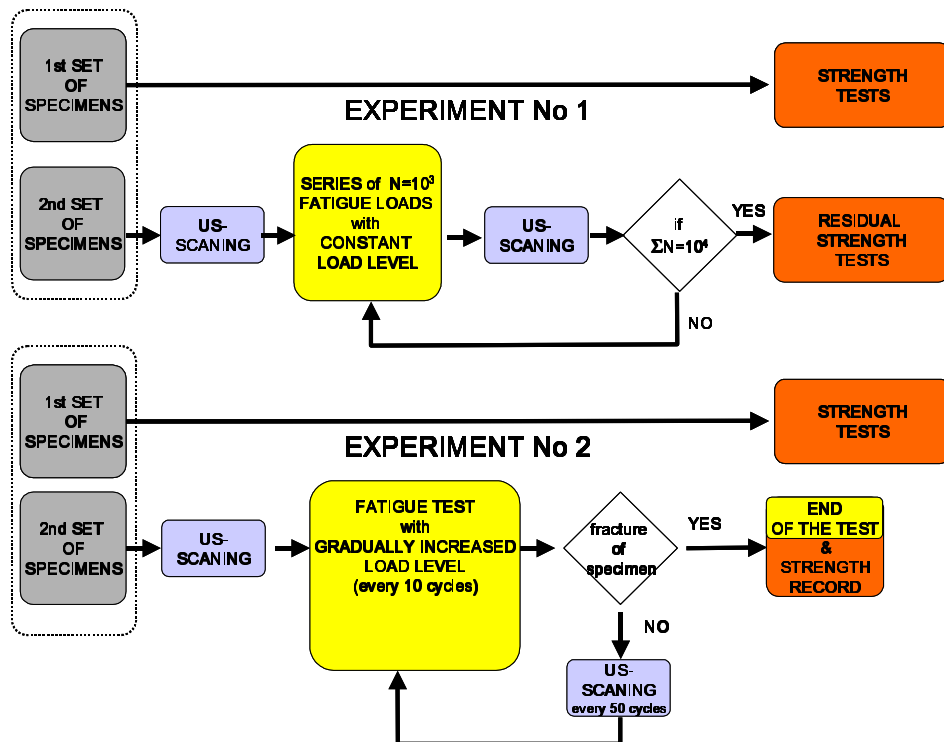 1st SET
OF
SPECIMENS
STRENGTH
TESTS
EXPERIMENT No 1
2nd SET
OF
SPECIMENS
US-
SCANING
SERIES of N=10³
FATIGUE LOADS
with
CONSTANT
LOAD LEVEL
US-
SCANING
if
ΣN=10⁴
YES
RESIDUAL
STRENGTH
TESTS
NO
1st SET
OF
SPECIMENS
STRENGTH
TESTS
EXPERIMENT No 2
2nd SET
OF
SPECIMENS
US-
SCANING
FATIGUE TEST
with
GRADUALLY INCREASED
LOAD LEVEL
(every 10 cycles)
fracture
of
specimen
YES
END
OF THE TEST
&
STRENGTH
RECORD
NO
US-
SCANING
every 50 cycles